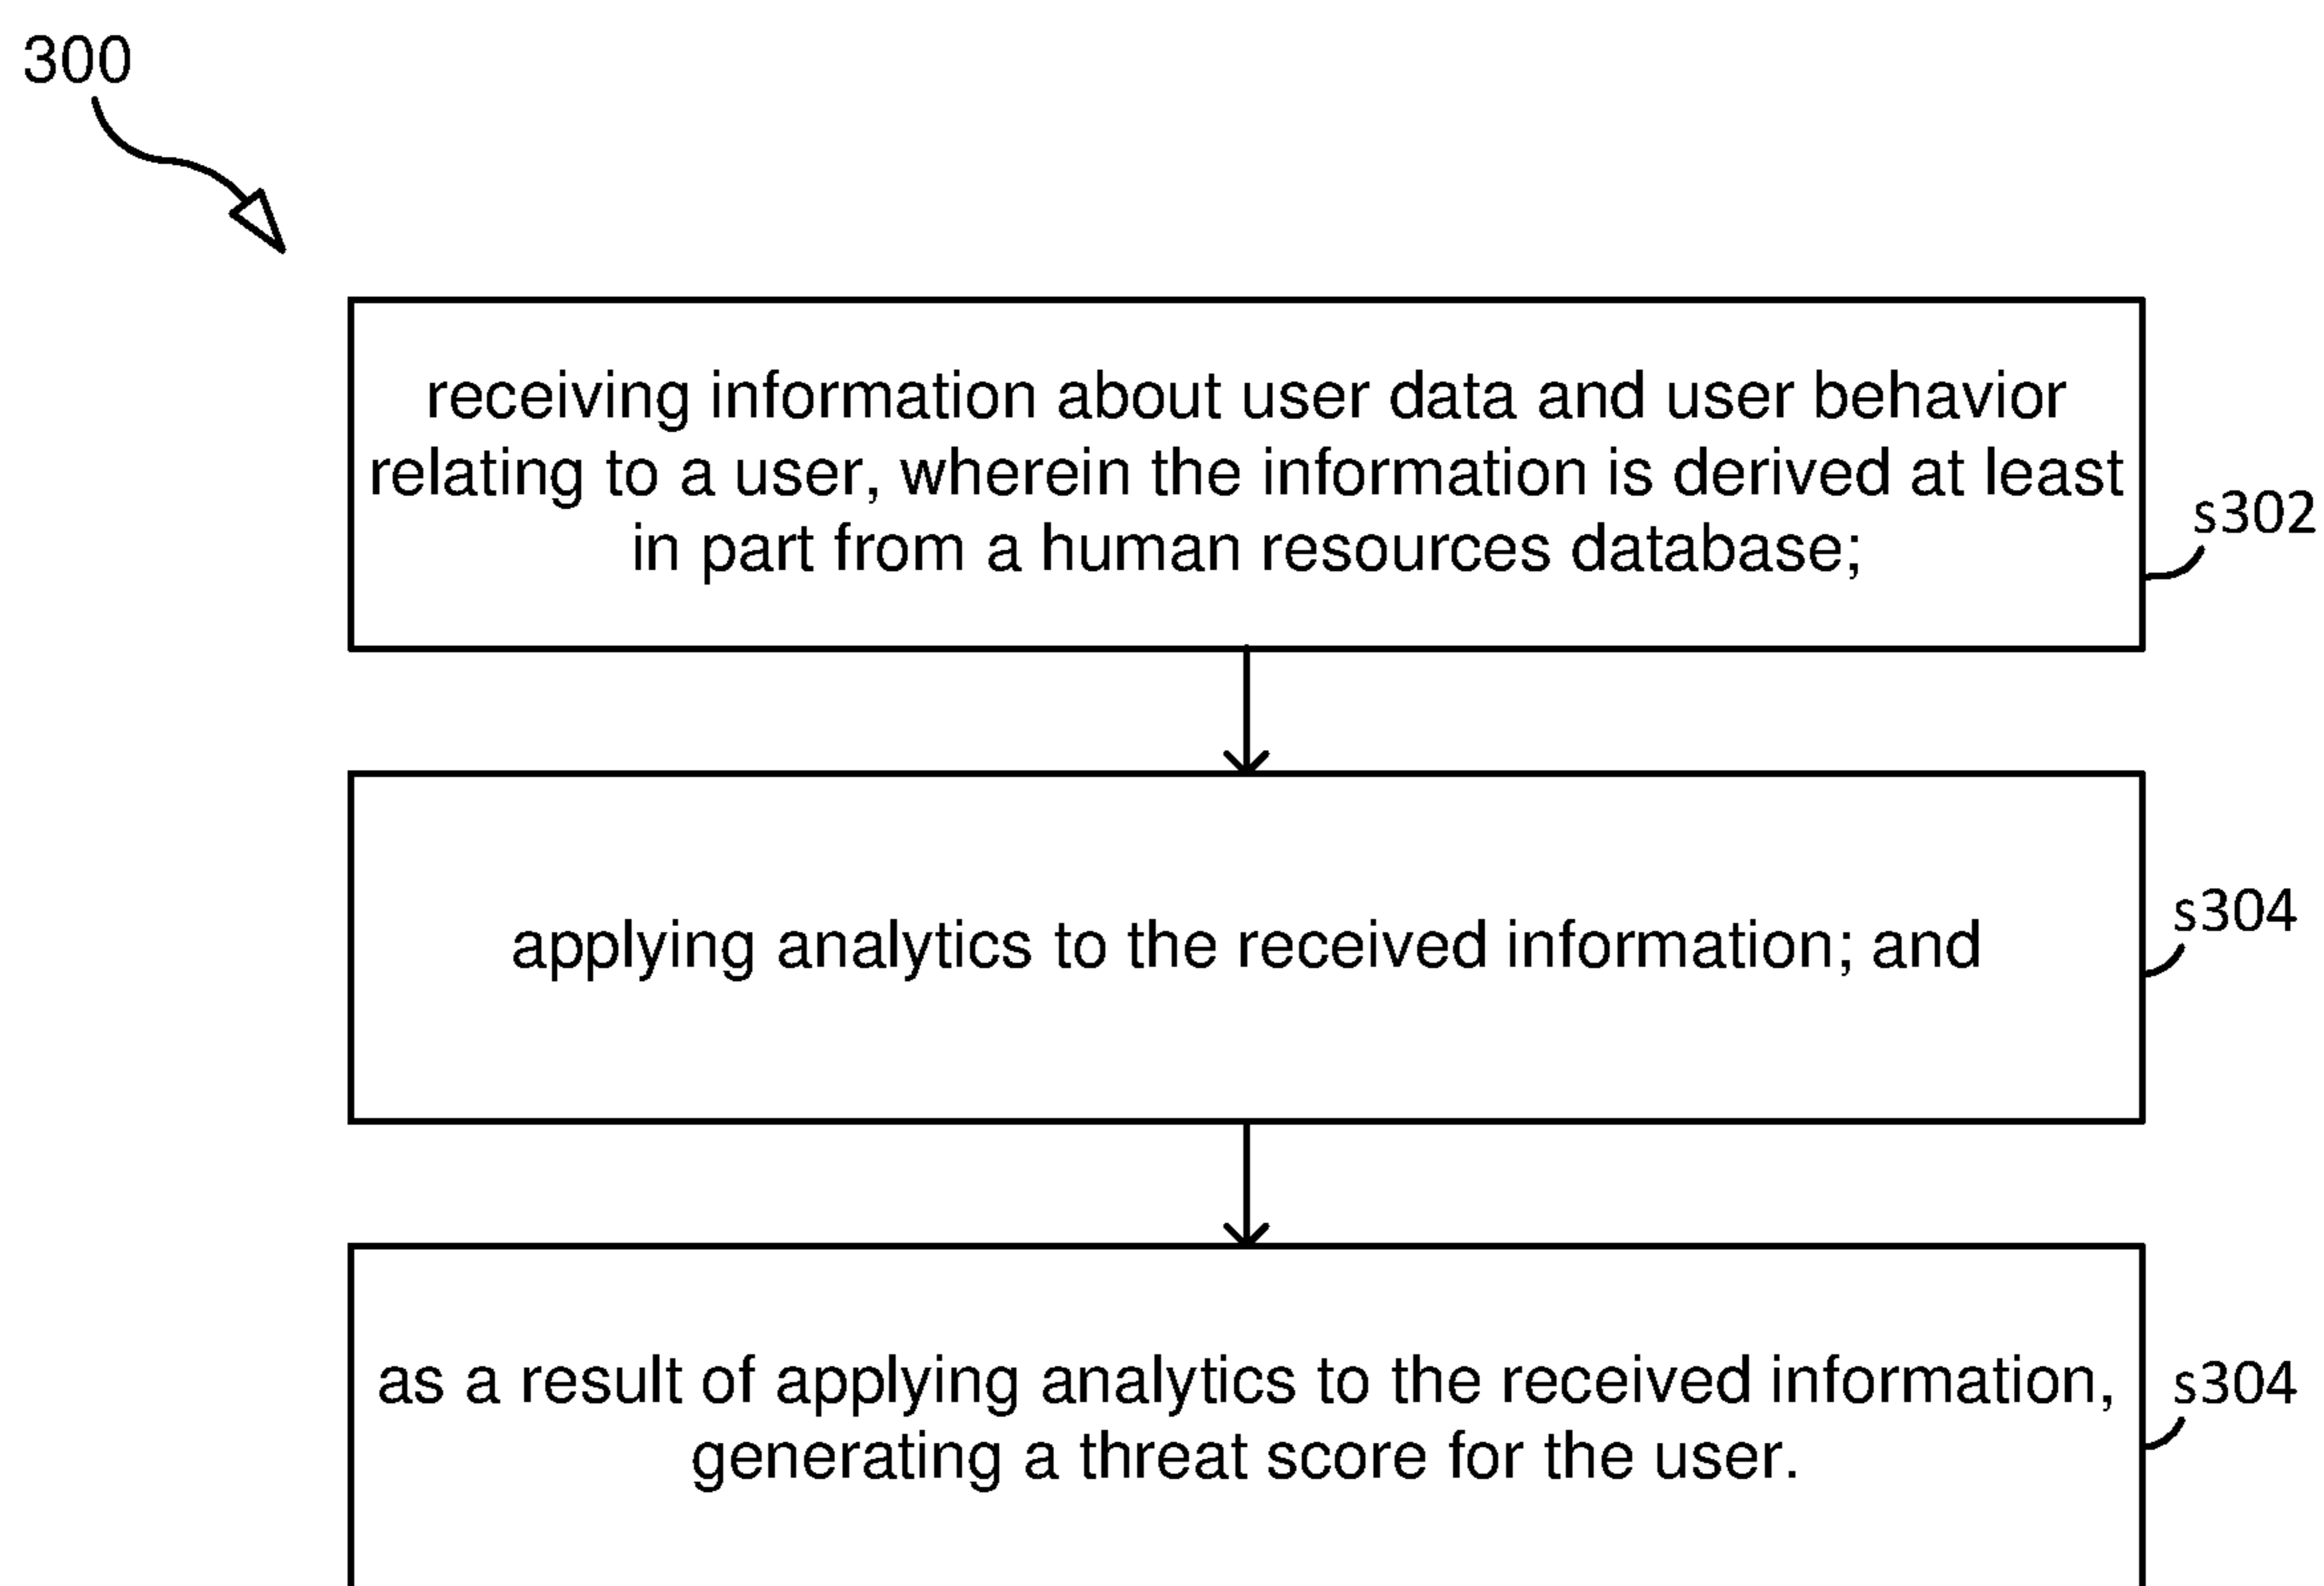 300
receiving information about user data and user behavior
relating to a user, wherein the information is derived at least
in part from a human resources database;
s302
applying analytics to the received information; and
s304
as a result of applying analytics to the received information,
generating a threat score for the user.
s304